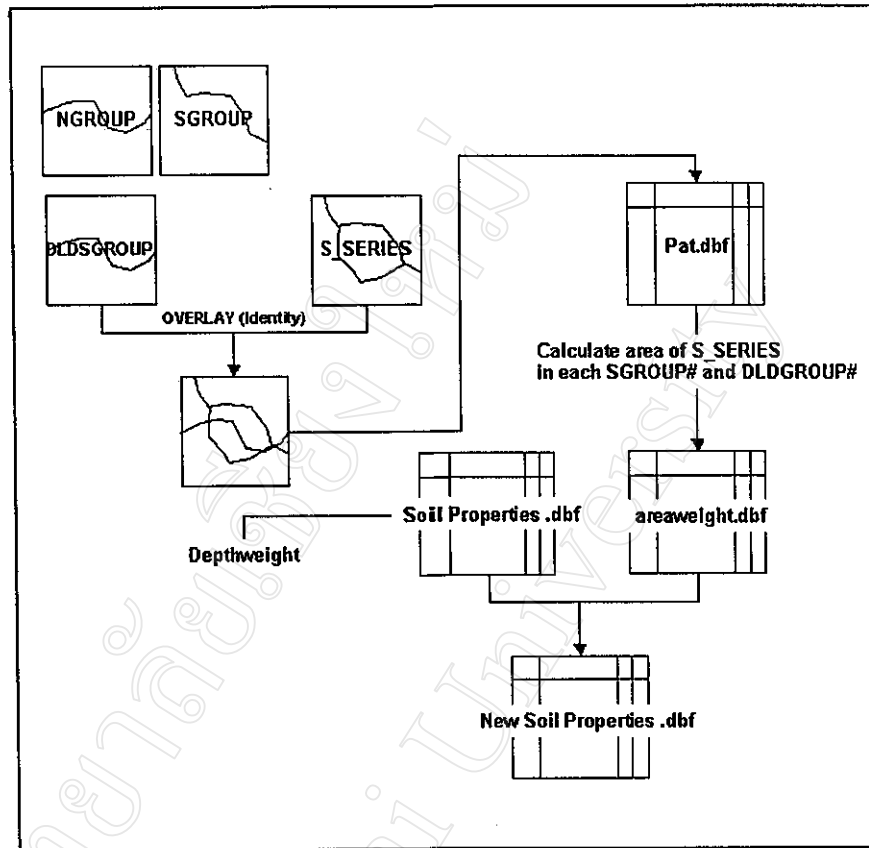 NGROUP
SGROUP
DLDSGROUP
S_SERIES
OVERLAY (Identity)
Pat.dbf
Calculate area of S_SERIES
in each SGROUP# and DLDGROUP#
Soil Properties .dbf
areaweight.dbf
Depthweight
New Soil Properties .dbf
University